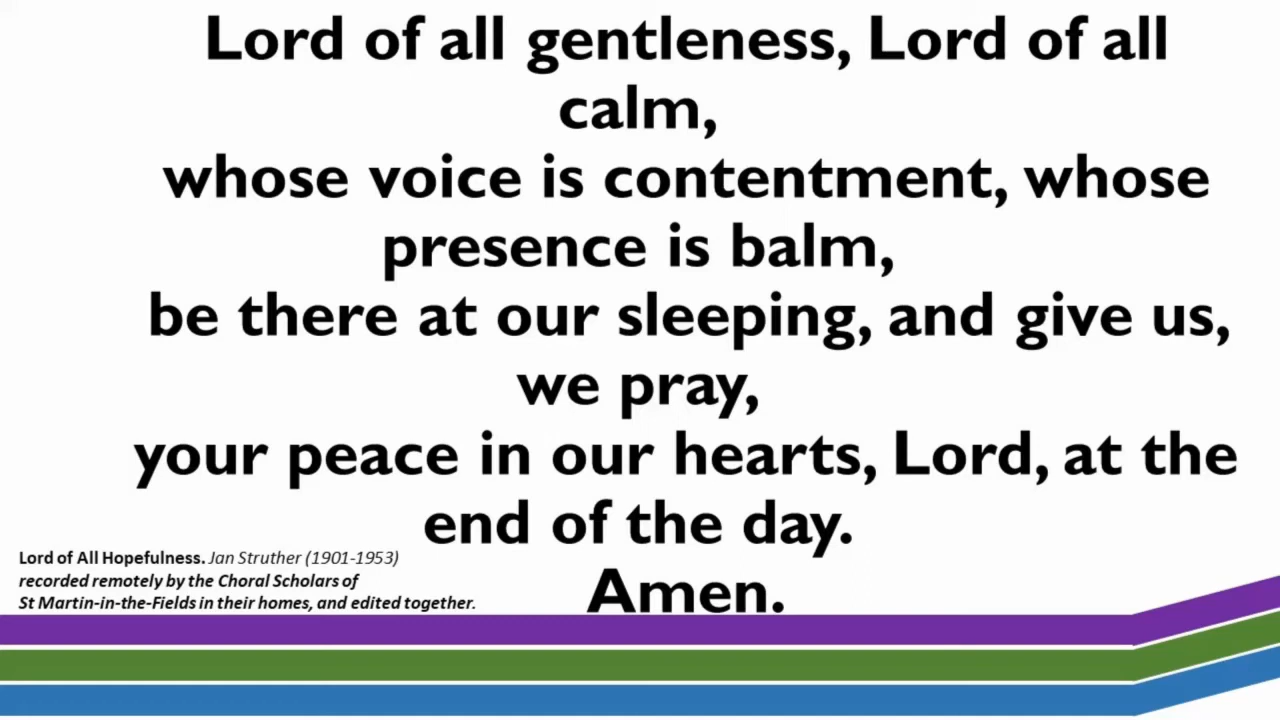 Lord of all gentleness, Lord of all
calm,
whose voice is contentment, whose
presence is balm,
be there at our sleeping, and give us,
we pray,
your peace in our hearts, Lord, at the
end of the day.
Amen.
Lord of All Hopefulness. Jan Struther (1901-1953)
recorded remotely by the Choral Scholars of
St Martin-in-the-Fields in their homes, and edited together.